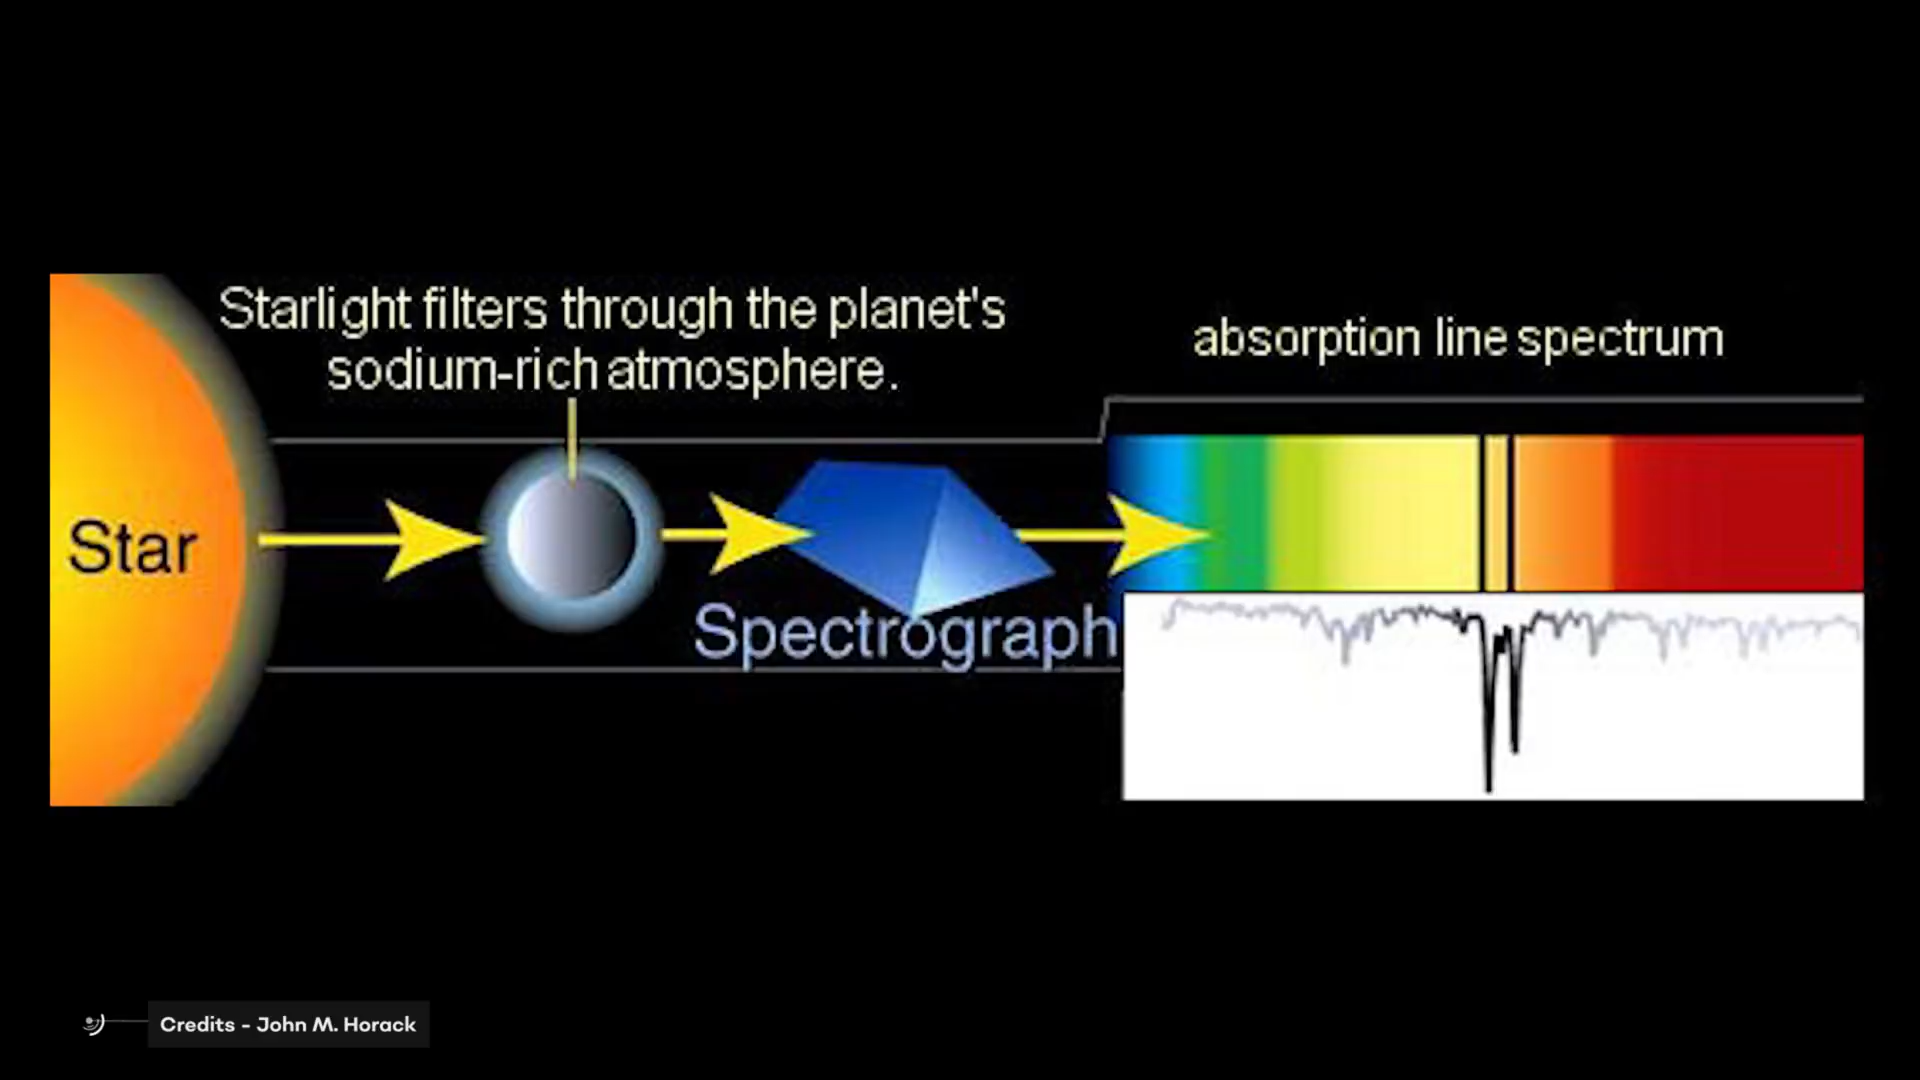 Starlight filters through the planet's
sodium-rich atmosphere.
absorption line spectrum
Star
Spectrograph
Credits - John M. Horack